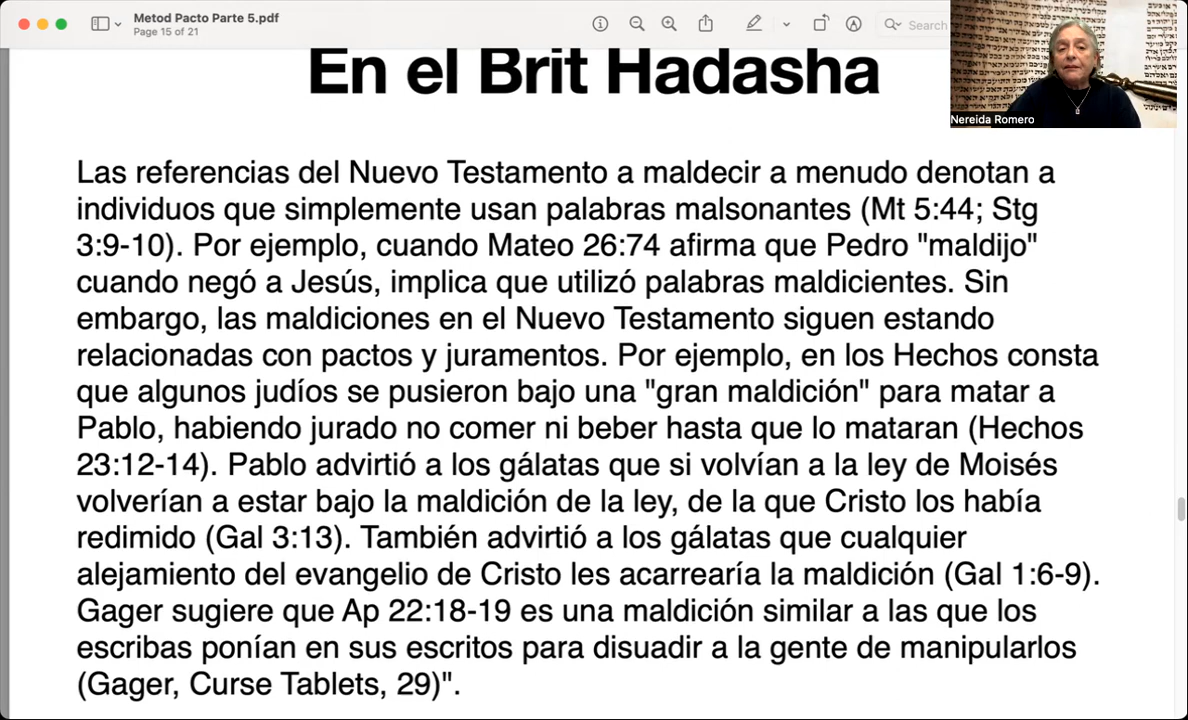 Metod Pacto Parte 5.pdf
Page 15 of 21
Search
Nereida Romero
En el Brit Hadasha
Las referencias del Nuevo Testamento a maldecir a menudo denotan a
individuos que simplemente usan palabras malsonantes (Mt 5:44; Stg
3:9-10). Por ejemplo, cuando Mateo 26:74 afirma que Pedro "maldijo"
cuando negó a Jesús, implica que utilizó palabras maldicientes. Sin
embargo, las maldiciones en el Nuevo Testamento siguen estando
relacionadas con pactos y juramentos. Por ejemplo, en los Hechos consta
que algunos judíos se pusieron bajo una "gran maldición" para matar a
Pablo, habiendo jurado no comer ni beber hasta que lo mataran (Hechos
23:12-14). Pablo advirtió a los gálatas que si volvían a la ley de Moisés
volverían a estar bajo la maldición de la ley, de la que Cristo los había
redimido (Gal 3:13). También advirtió a los gálatas que cualquier
alejamiento del evangelio de Cristo les acarrearía la maldición (Gal 1:6-9).
Gager sugiere que Ap 22:18-19 es una maldición similar a las que los
escribas ponían en sus escritos para disuadir a la gente de manipularlos
(Gager, Curse Tablets, 29)".